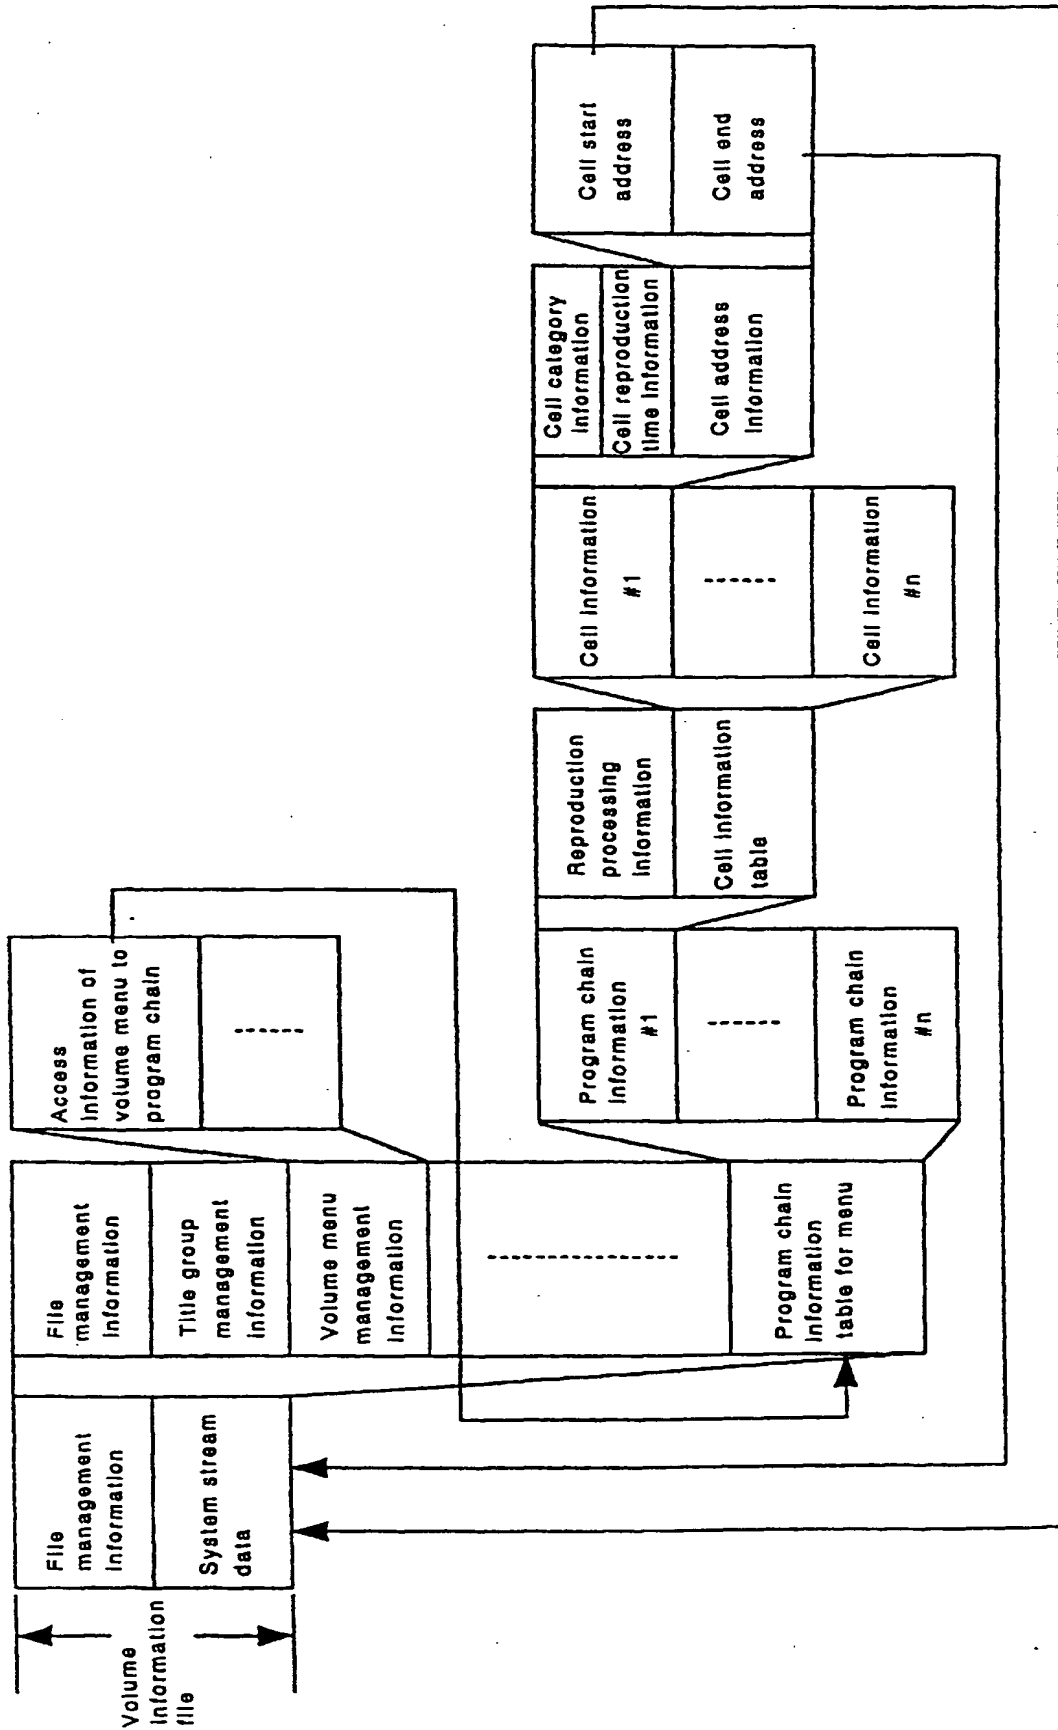 Volume
Information
file
File
management
Information
System stream
data
File
management
Information
Title group
management
Information
Volume menu
management
Information
Program chain
Information
table for menu
Access
Information of
volume menu to
program chain
Program chain
Information
#1
Program chain
Information
#n
Reproduction
processing
Information
Cell Information
table
Cell Information
#1
Cell Information
#n
Cell category
Information
Cell reproduction
time Information
Cell address
Information
Cell start
address
Cell end
address